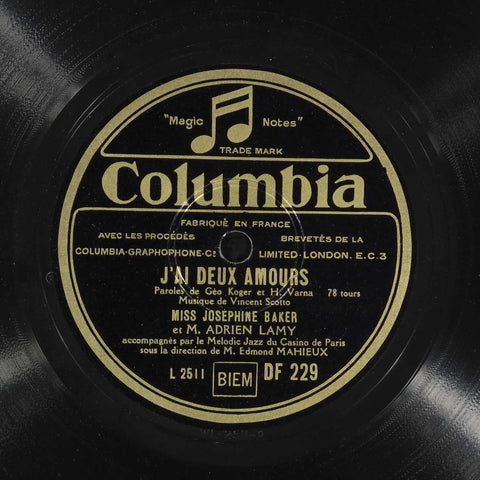 "Magic Notes"
TRADE MARK
Columbia
FABRIQUÉ EN FRANCE
AVEC LES PROCÉDÉS BREVETÉS DE LA
COLUMBIA-GRAPHOPHONE-Cº LIMITED-LONDON. E.C.3
J'AI DEUX AMOURS
Paroles de Géo Koger et H. Varna 78 tours
Musique de Vincent Scotto
MISS JOSÉPHINE BAKER
et M. ADRIEN LAMY
accompagnés par le Melodic Jazz du Casino de Paris
sous la direction de M. Edmond MAHIEUX
L 2511 BIEM DF 229